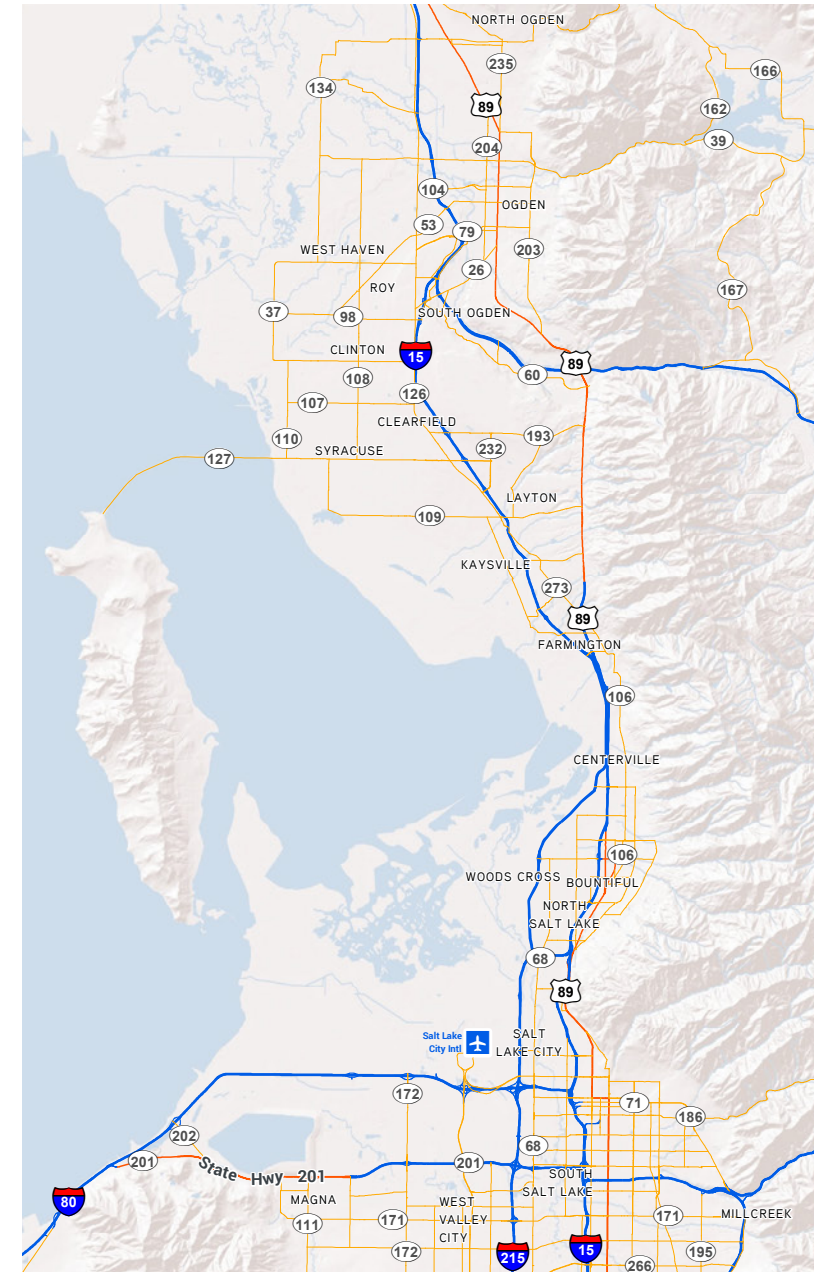 NORTH OGDEN
235
166
134
89
162
39
204
104
OGDEN
53
79
203
WEST HAVEN
26
ROY
167
37
98
SOUTH OGDEN
CLINTON
15
89
60
108
126
107
CLEARFIELD
193
110
232
SYRACUSE
127
LAYTON
109
KAYSVILLE
273
89
FARMINGTON
106
CENTERVILLE
106
WOODS CROSS
BOUNTIFUL
NORTH
SALT LAKE
68
89
Salt Lake
City Intl
SALT
LAKE CITY
172
71
186
202
68
201
201
State Hwy 201
SOUTH
SALT LAKE
80
MAGNA
WEST
VALLEY
CITY
111
171
171
MILLCREEK
172
215
15
195
266